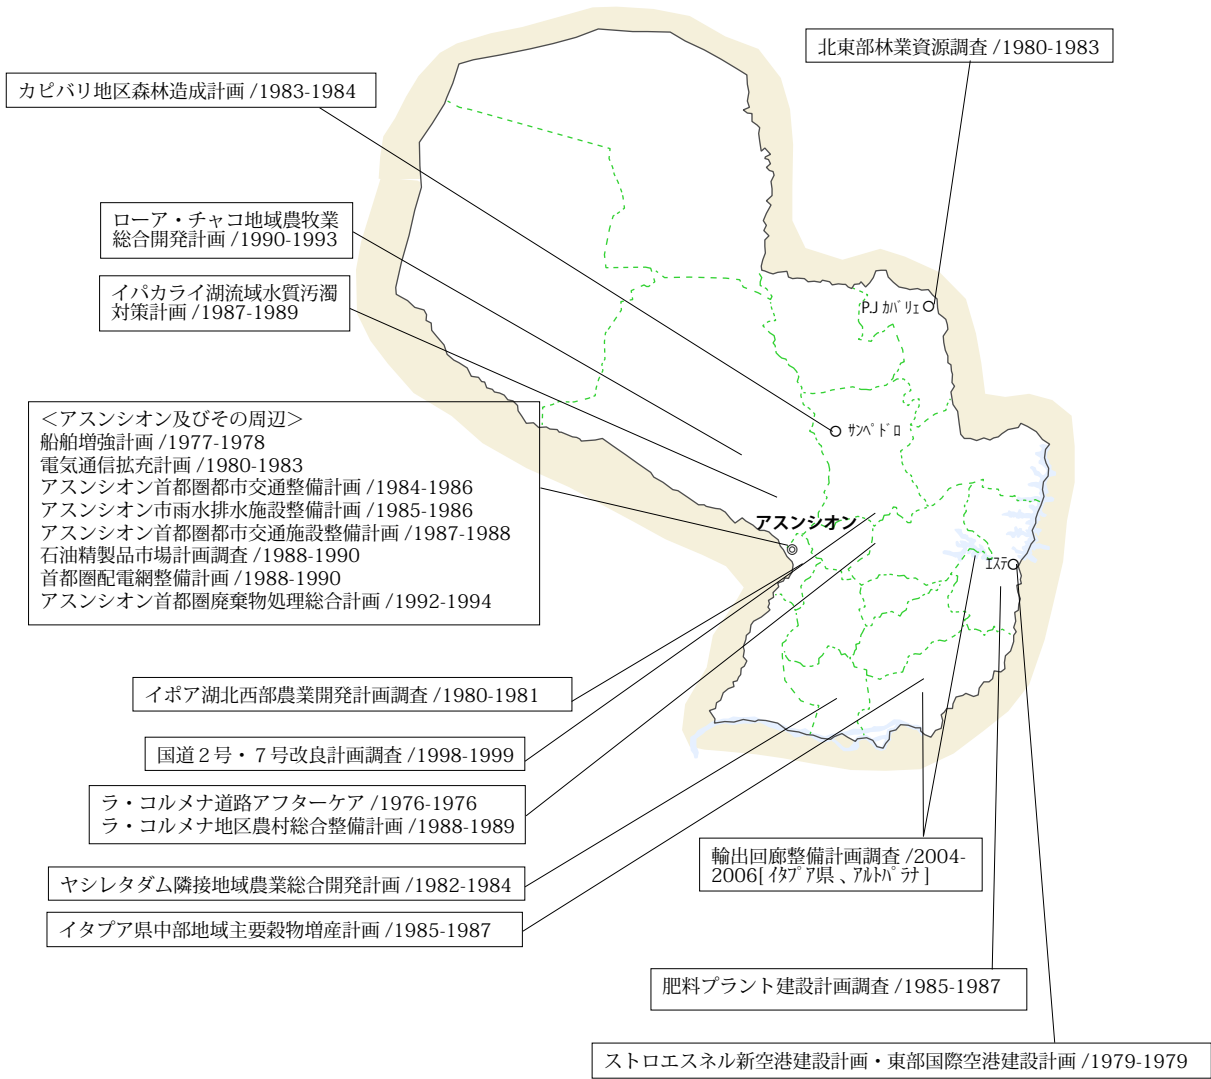 北東部林業資源調査 /1980-1983
カピバリ地区森林造成計画 /1983-1984
ローア・チャコ地域農牧業
総合開発計画 /1990-1993
イパカライ湖流域水質汚濁
対策計画 /1987-1989
P.J ｶﾊﾞﾘｪ
＜アスンシオン及びその周辺＞
船舶増強計画 /1977-1978
電気通信拡充計画 /1980-1983
アスンシオン首都圏都市交通整備計画 /1984-1986
アスンシオン市雨水排水施設整備計画 /1985-1986
アスンシオン首都圏都市交通施設整備計画 /1987-1988
石油精製品市場計画調査 /1988-1990
首都圏配電網整備計画 /1988-1990
アスンシオン首都圏廃棄物処理総合計画 /1992-1994
ｻﾝﾍﾟﾄﾞﾛ
アスンシオン
ｴｽﾃ
イポア湖北西部農業開発計画調査 /1980-1981
国道２号・７号改良計画調査 /1998-1999
ラ・コルメナ道路アフターケア /1976-1976
ラ・コルメナ地区農村総合整備計画 /1988-1989
輸出回廊整備計画調査 /2004-
2006[ ｲﾀﾌﾟｱ県 、ｱﾙﾄﾊﾟﾗﾅ ]
ヤシレタダム隣接地域農業総合開発計画 /1982-1984
イタプア県中部地域主要穀物増産計画 /1985-1987
肥料プラント建設計画調査 /1985-1987
ストロエスネル新空港建設計画・東部国際空港建設計画 /1979-1979